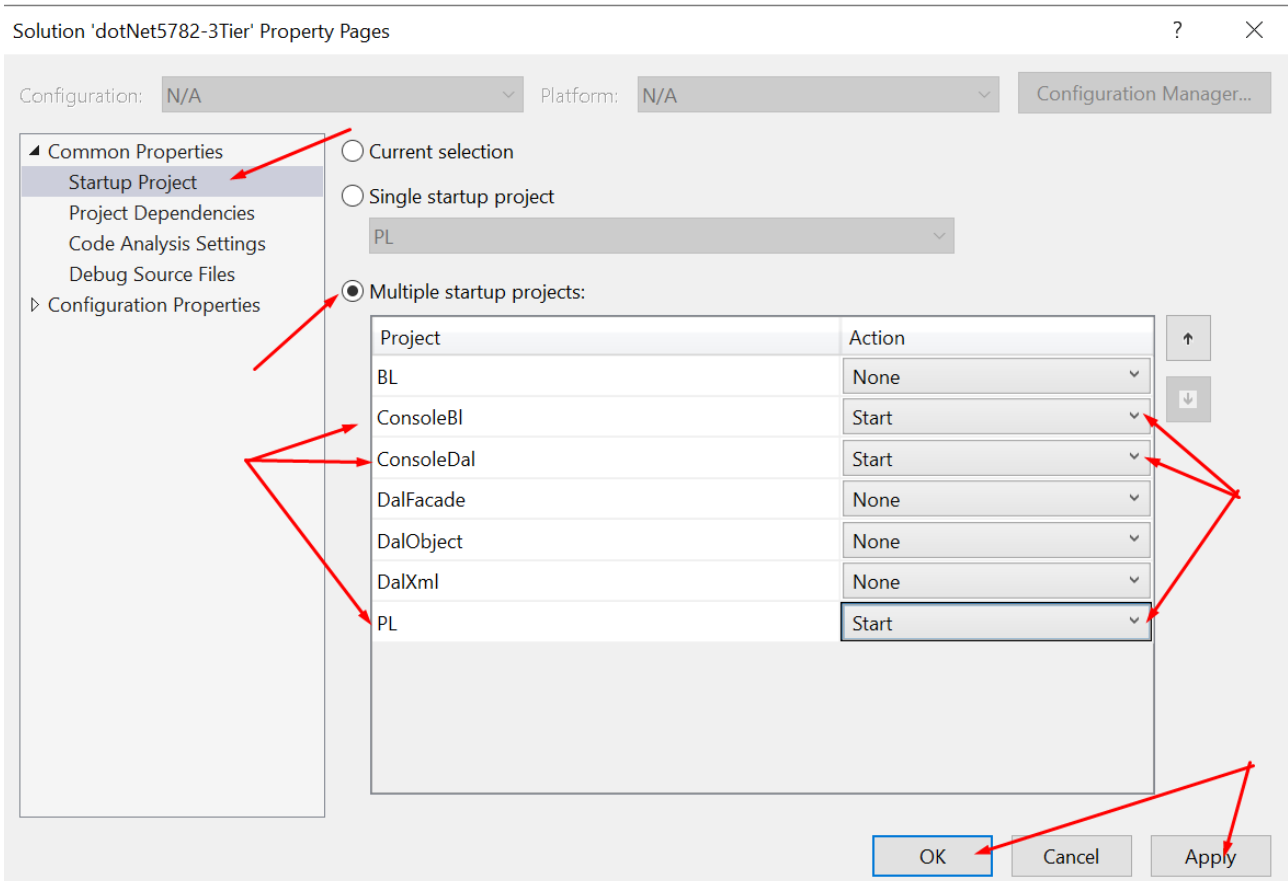 Solution 'dotNet5782-3Tier' Property Pages
?
Configuration: N/A Platform: N/A Configuration Manager...
Common Properties
Startup Project
Project Dependencies
Code Analysis Settings
Debug Source Files
Configuration Properties
Current selection
Single startup project
PL
Multiple startup projects:
Project Action
BL None
ConsoleBl Start
ConsoleDal Start
DalFacade None
DalObject None
DalXml None
PL Start
OK Cancel Apply